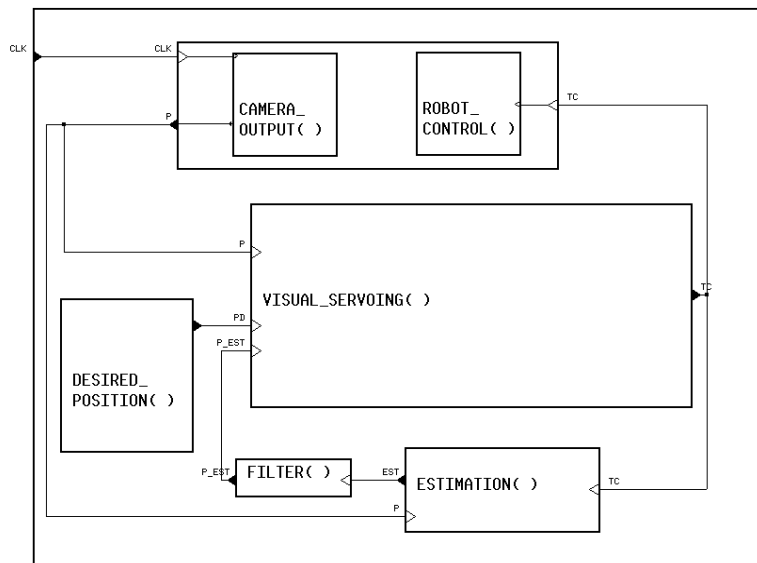 CLK
CLK
TC
CAMERA_
OUTPUT( )
ROBOT_
CONTROL( )
P
P
VISUAL_SERVOING( )
TC
PD
P_EST
DESIRED_
POSITION( )
P_EST
FILTER( )
EST
ESTIMATION( )
TC
P